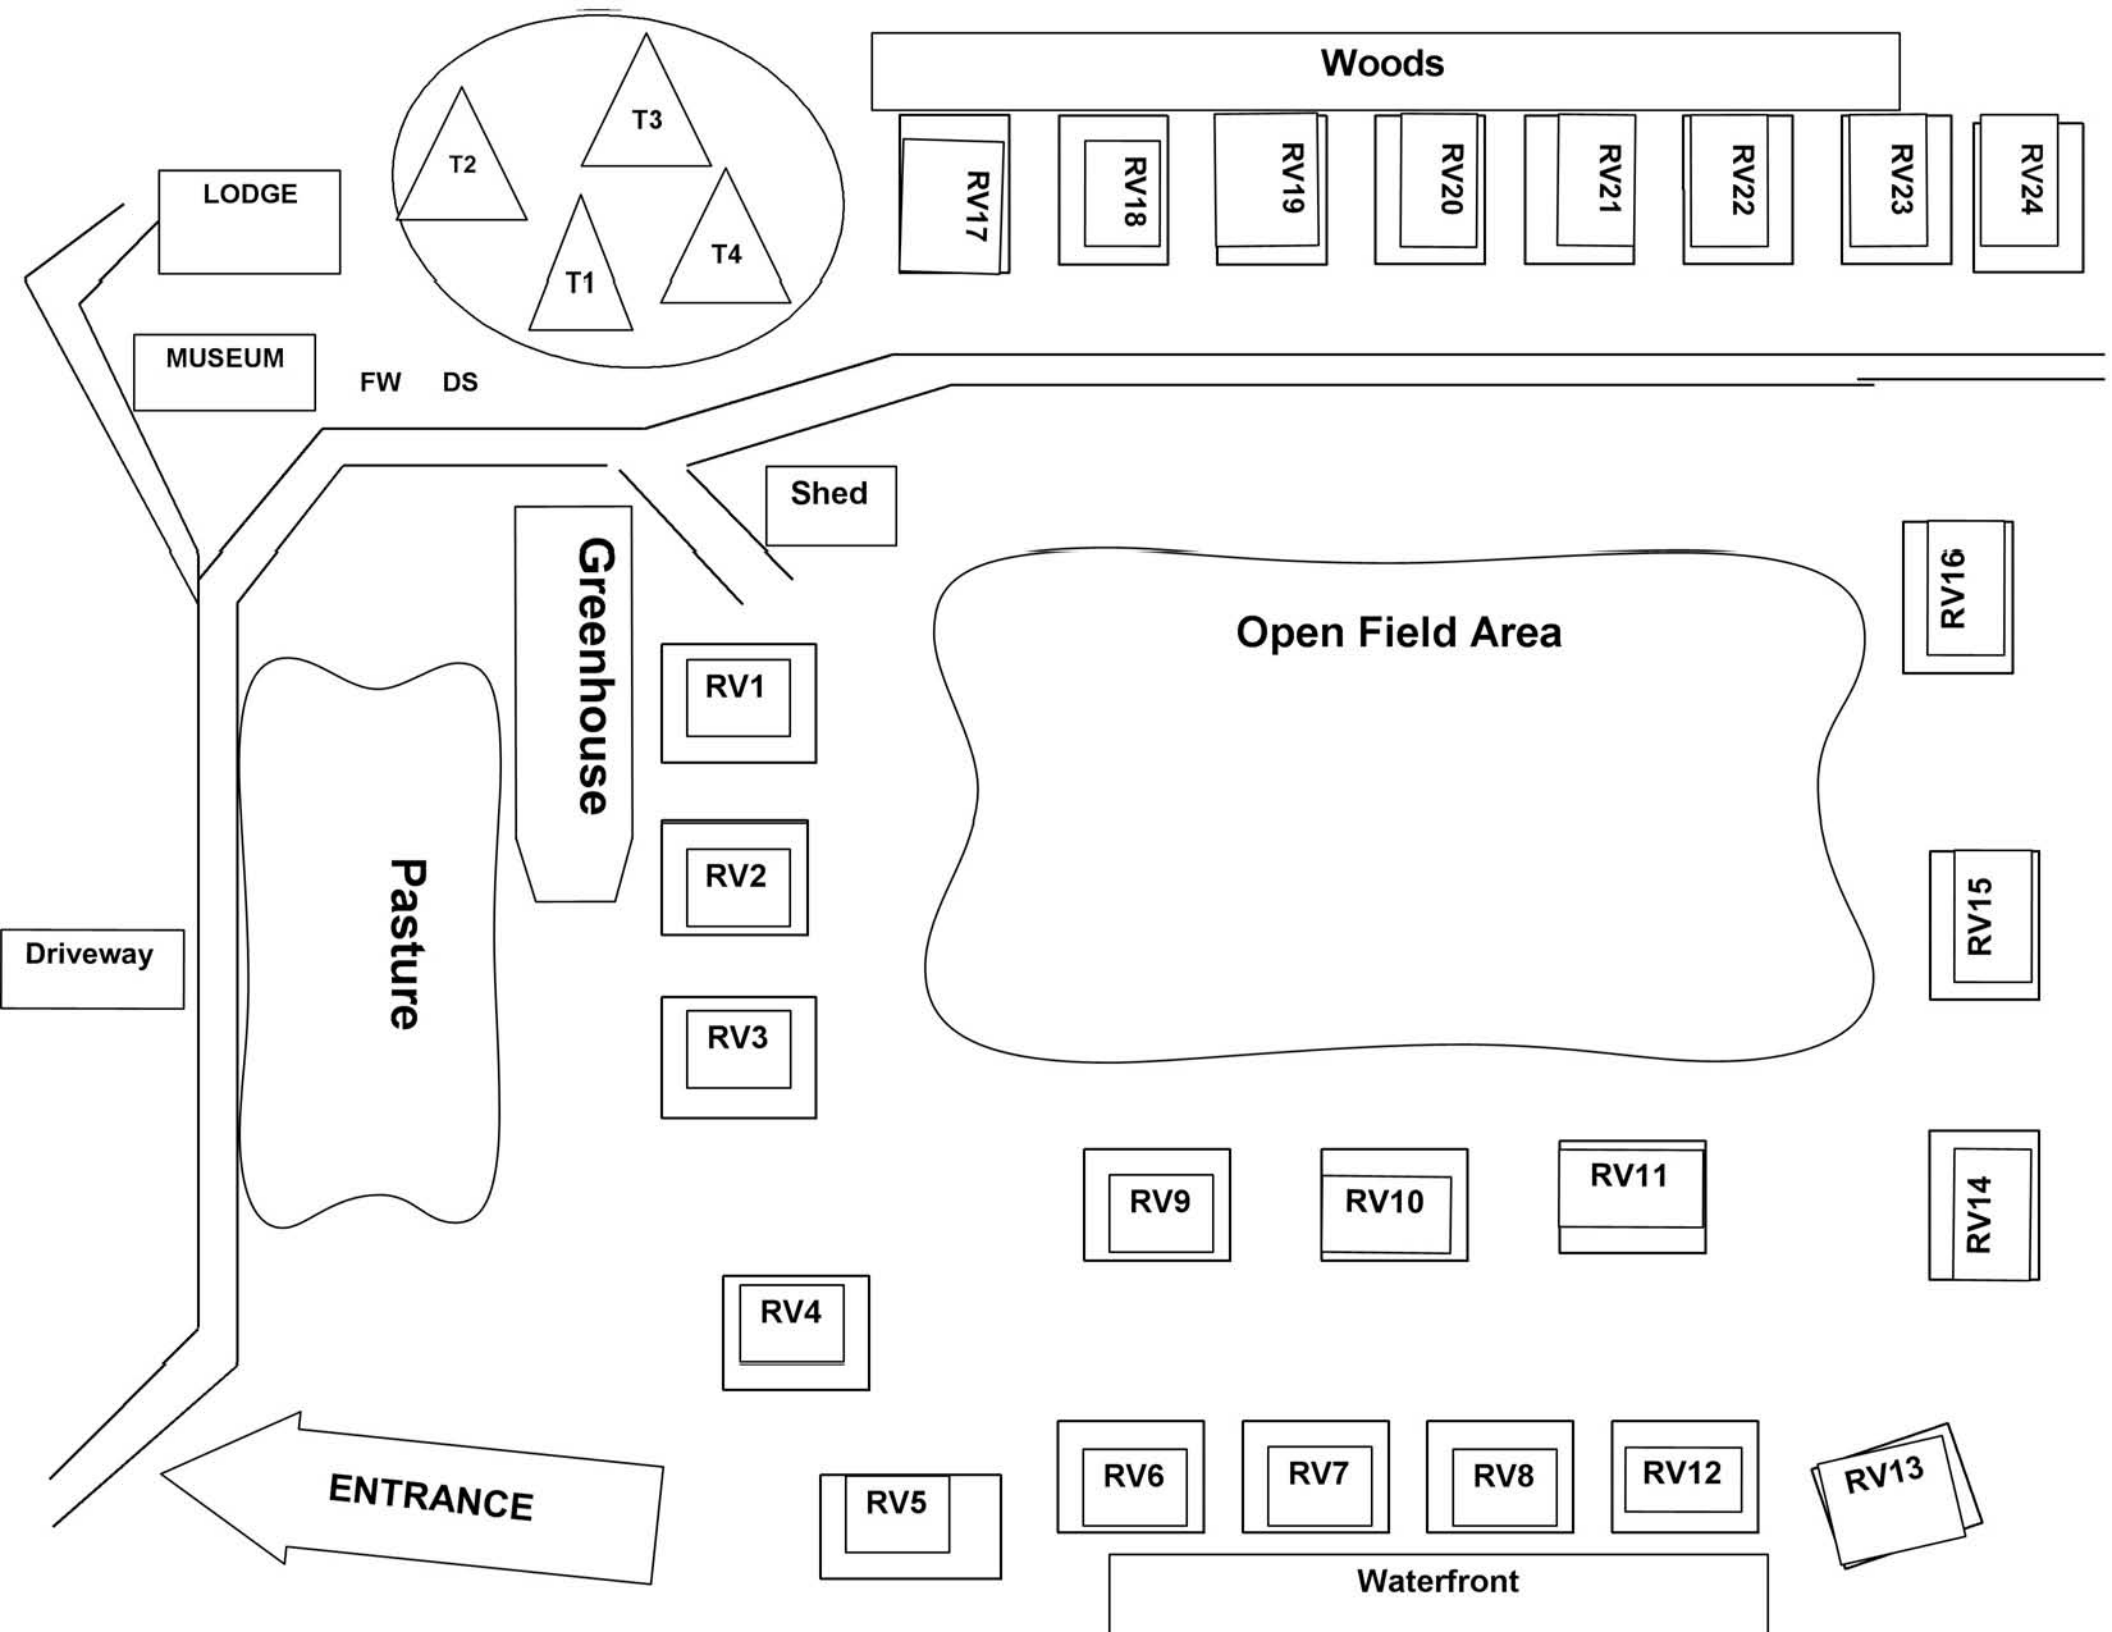 Woods
T3
T2
T4
T1
LODGE
RV17
RV18
RV19
RV20
RV21
RV22
RV23
RV24
MUSEUM
FW DS
Shed
Greenhouse
Open Field Area
RV16
RV1
RV2
RV3
Pasture
Driveway
RV15
RV14
RV9
RV10
RV11
RV4
ENTRANCE
RV5
RV6
RV7
RV8
RV12
RV13
Waterfront